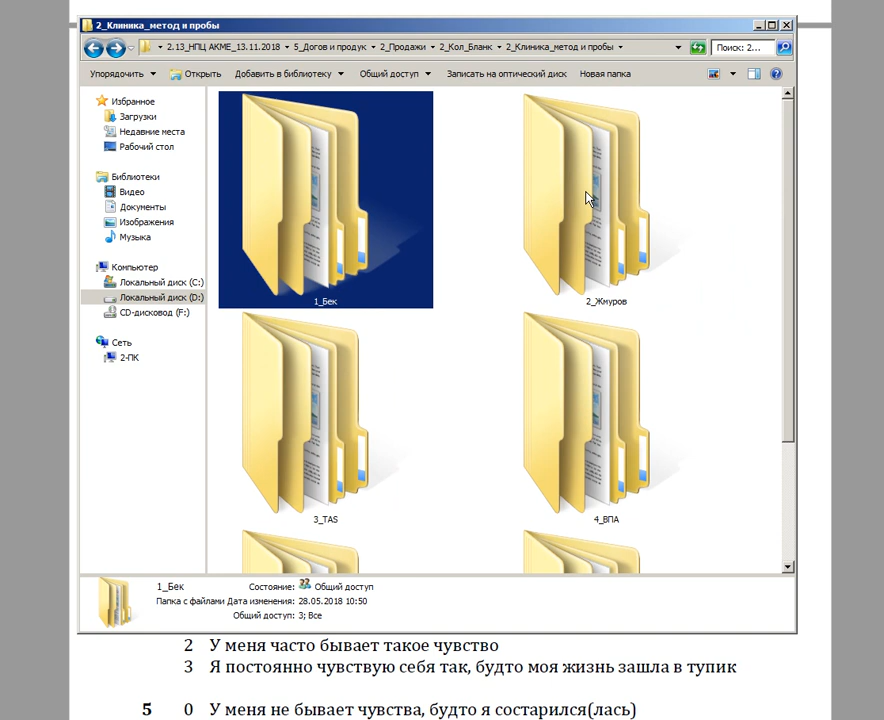 2_Клиника_метод и пробы
2.13_НПЦ АКМЕ_13.11.2018 ▸ 5_Догов и продук ▸ 2_Продажи ▸ 2_Кол_Бланк ▸ 2_Клиника_метод и пробы
Поиск: 2...
Упорядочить Открыть Добавить в библиотеку Общий доступ Записать на оптический диск Новая папка
Избранное
Загрузки
Недавние места
Рабочий стол
Библиотеки
Видео
Документы
Изображения
Музыка
Компьютер
Локальный диск (C:)
Локальный диск (D:)
CD-дисковод (F:)
Сеть
2-ПК
1_Бек
2_Жмуров
3_TAS
4_ВПА
1_Бек Состояние: Общий доступ
Папка с файлами Дата изменения: 28.05.2018 10:50
Общий доступ: 3; Все
2 У меня часто бывает такое чувство
3 Я постоянно чувствую себя так, будто моя жизнь зашла в тупик
5 0 У меня не бывает чувства, будто я состарился(лась)